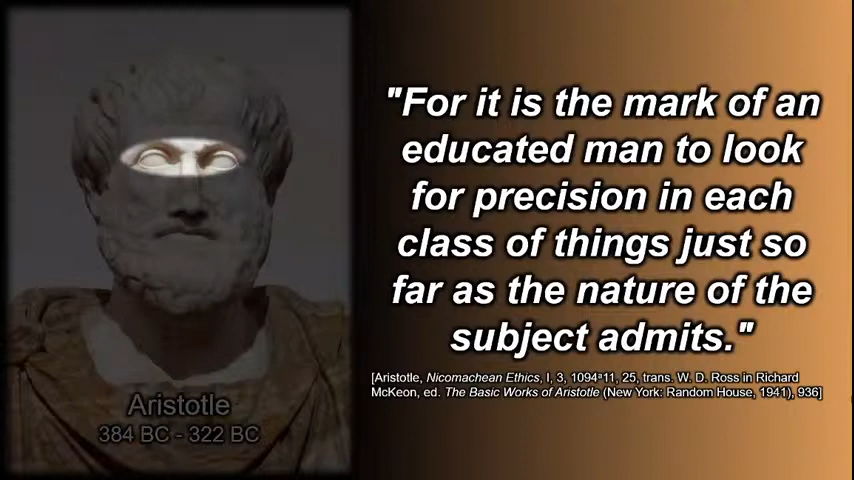 "For it is the mark of an
educated man to look
for precision in each
class of things just so
far as the nature of the
subject admits."
[Aristotle, Nicomachean Ethics, I, 3, 1094ª11, 25, trans. W. D. Ross in Richard
McKeon, ed. The Basic Works of Aristotle (New York: Random House, 1941), 936]
Aristotle
384 BC - 322 BC